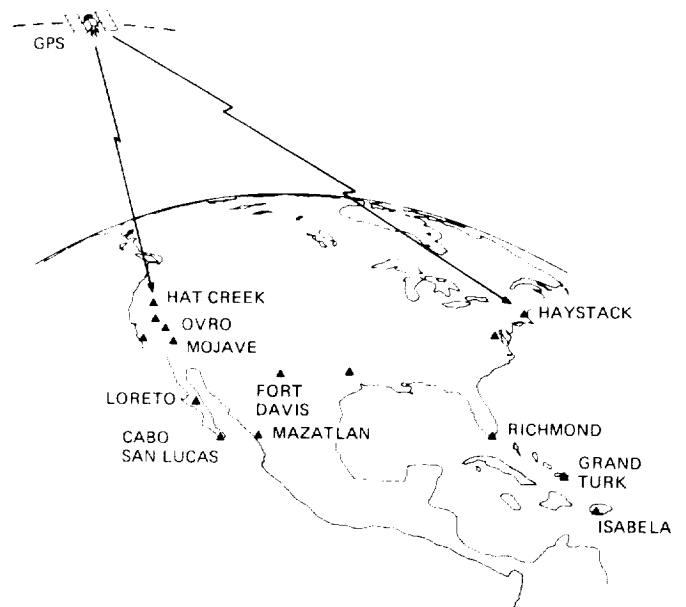 GPS
HAT CREEK
OVRO
MOJAVE
HAYSTACK
LORETO
FORT
DAVIS
CABO
SAN LUCAS
MAZATLAN
RICHMOND
GRAND
TURK
ISABELA